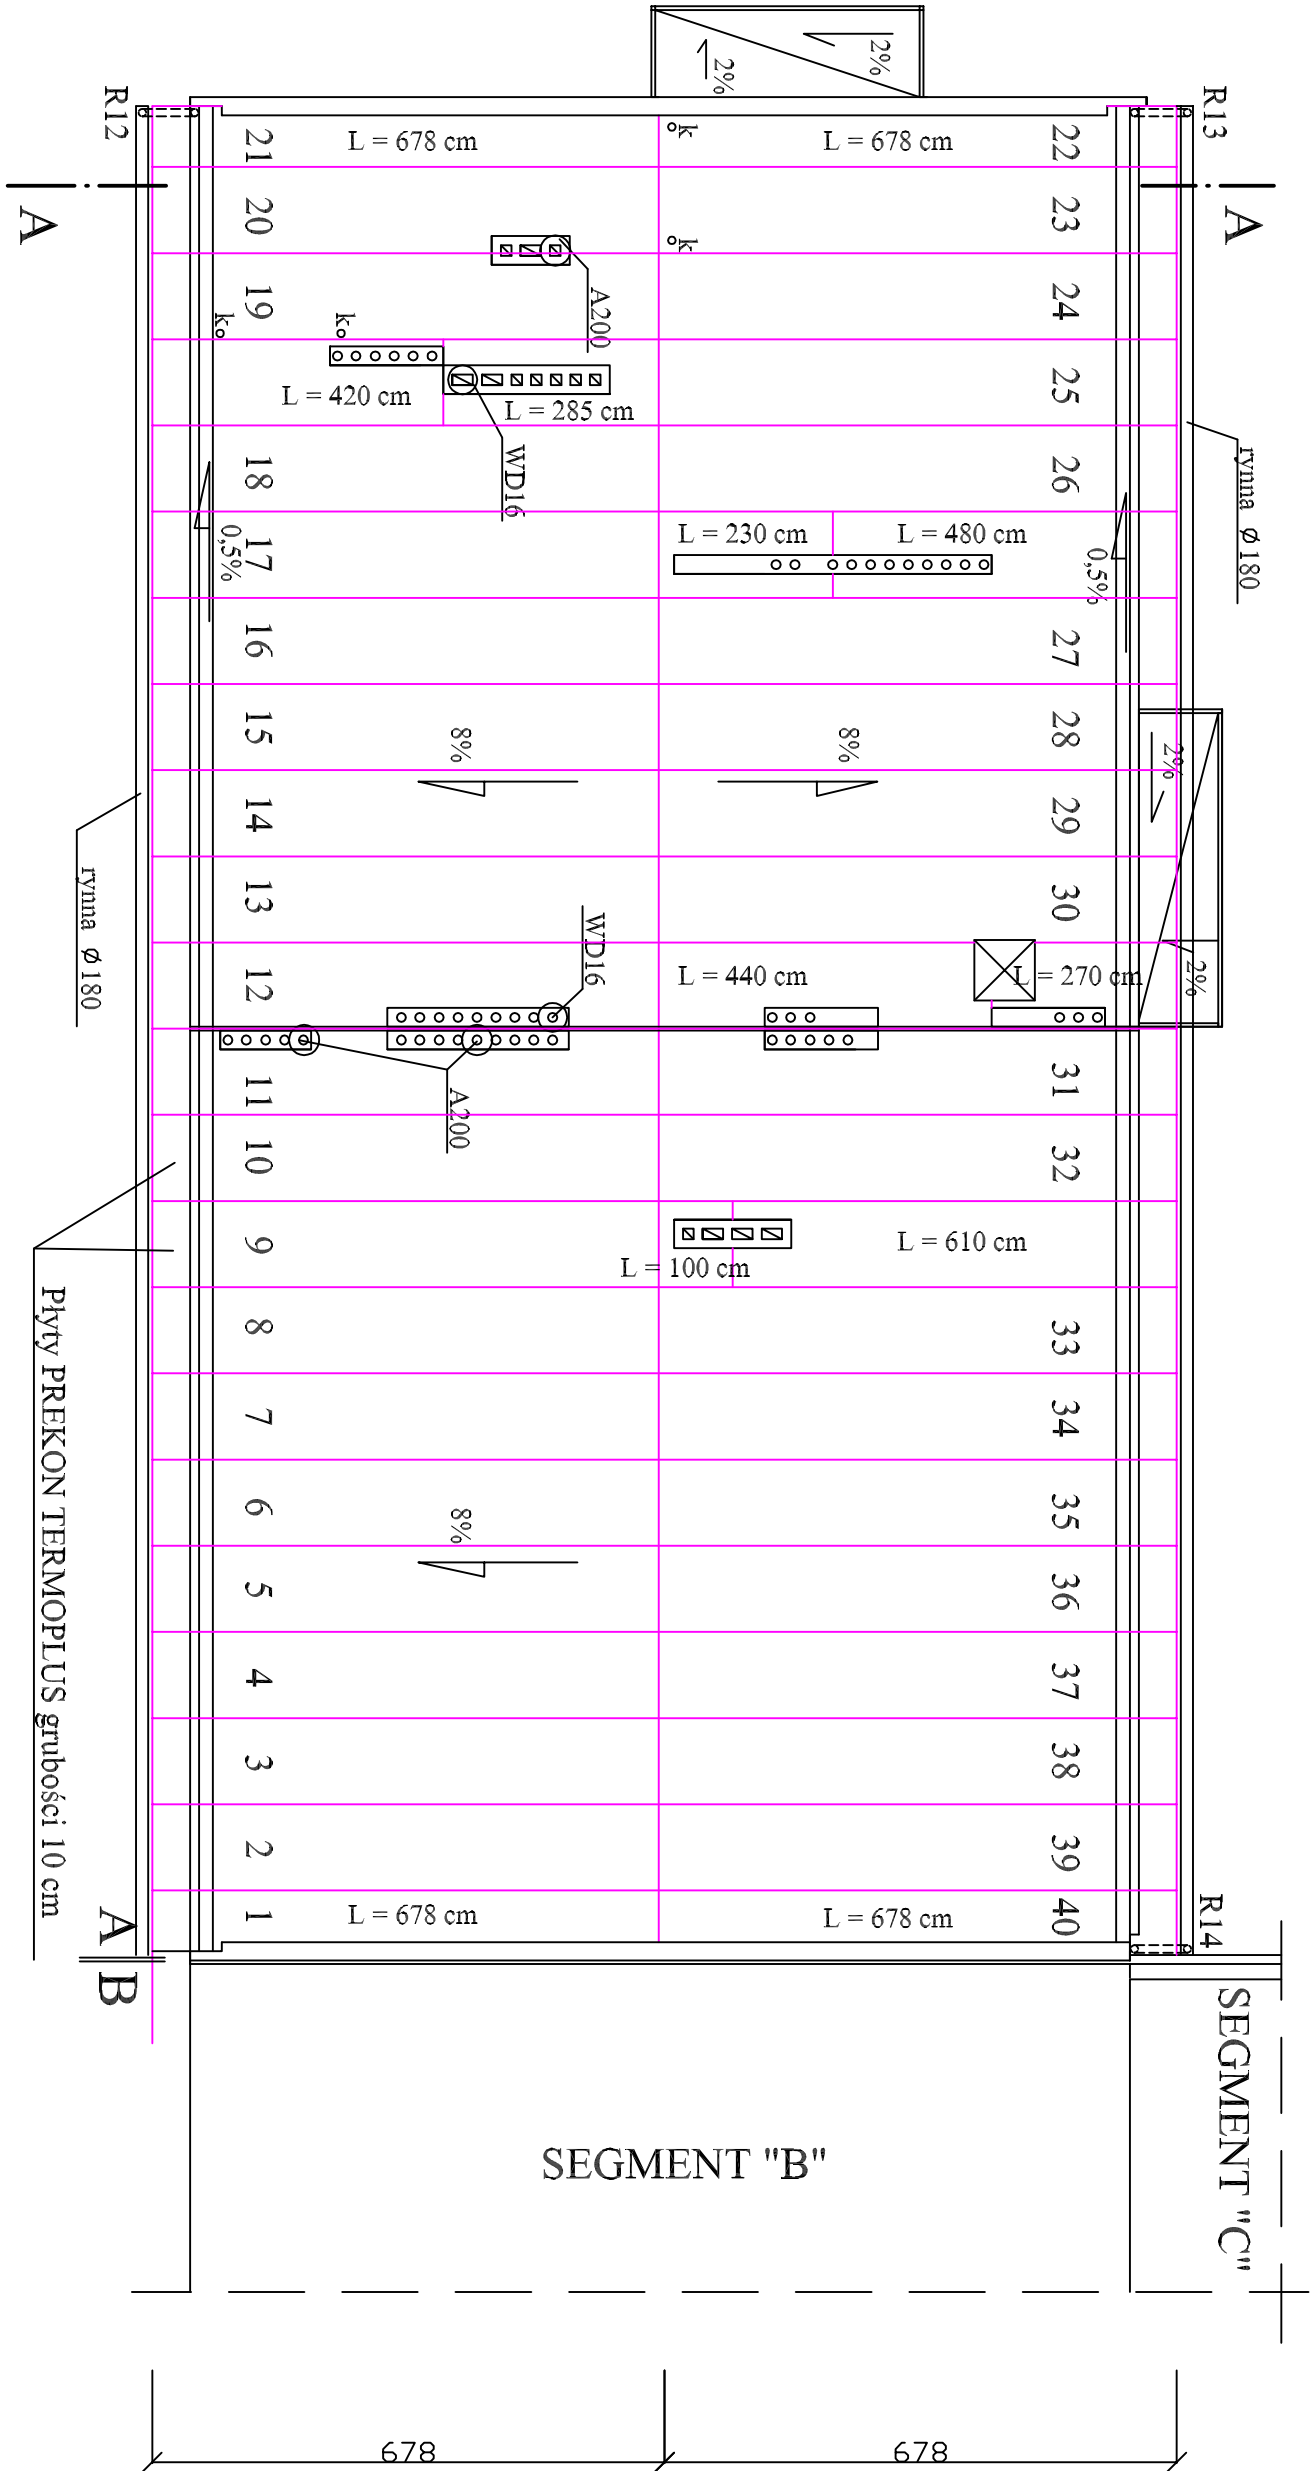 2%
2%
R12
R13
21
L = 678 cm
k
L = 678 cm
22
A
A
20
k
23
19
k
k
A200
24
L = 420 cm
L = 285 cm
25
rynna ø180
18
WD16
26
0,5%
17
L = 230 cm
L = 480 cm
0,5%
16
27
15
8%
8%
28
2%
14
29
13
30
rynna ø180
WD16
12
L = 440 cm
L = 270 cm
2%
11
A200
31
10
32
9
L = 610 cm
L = 100 cm
8
33
7
34
6
8%
35
5
36
4
37
3
38
2
39
1
L = 678 cm
L = 678 cm
40
R14
Płyty PREKON TERMOPLUS grubości 10 cm
A
B
SEGMENT "C"
SEGMENT "B"
678
678